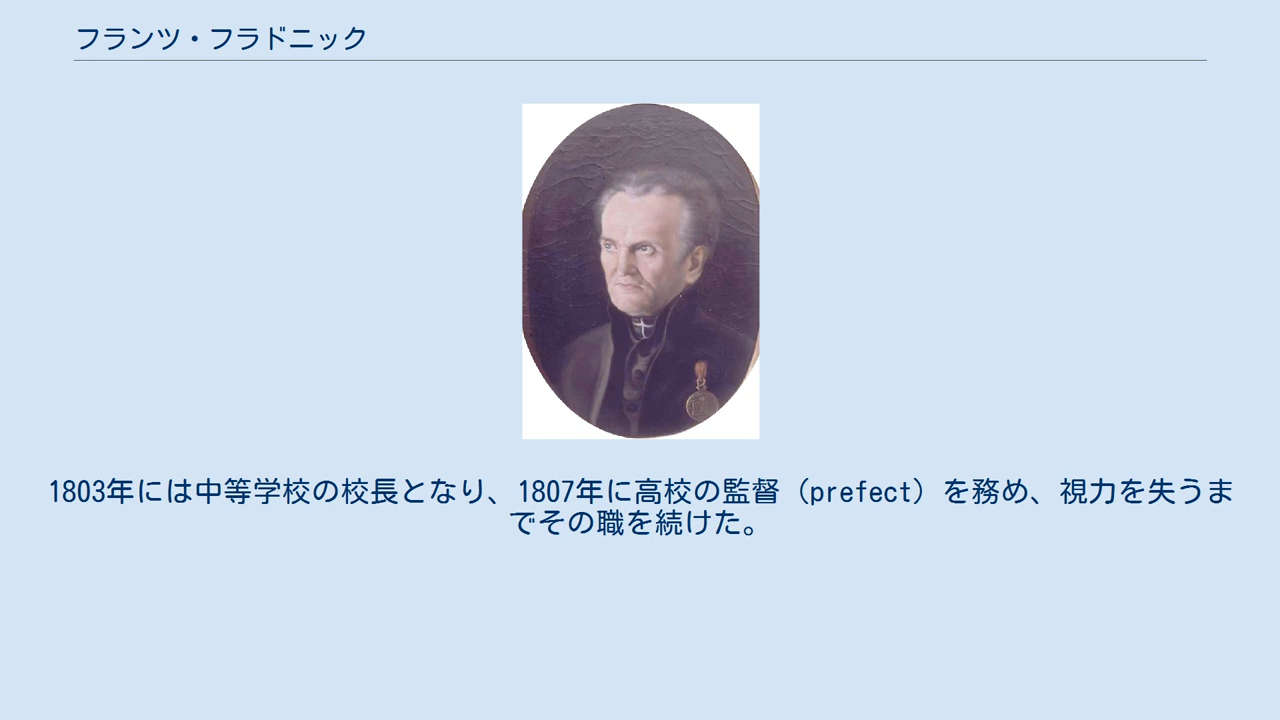 フランツ・フラドニック
1803年には中等学校の校長となり、1807年に高校の監督（prefect）を務め、視力を失うま
でその職を続けた。